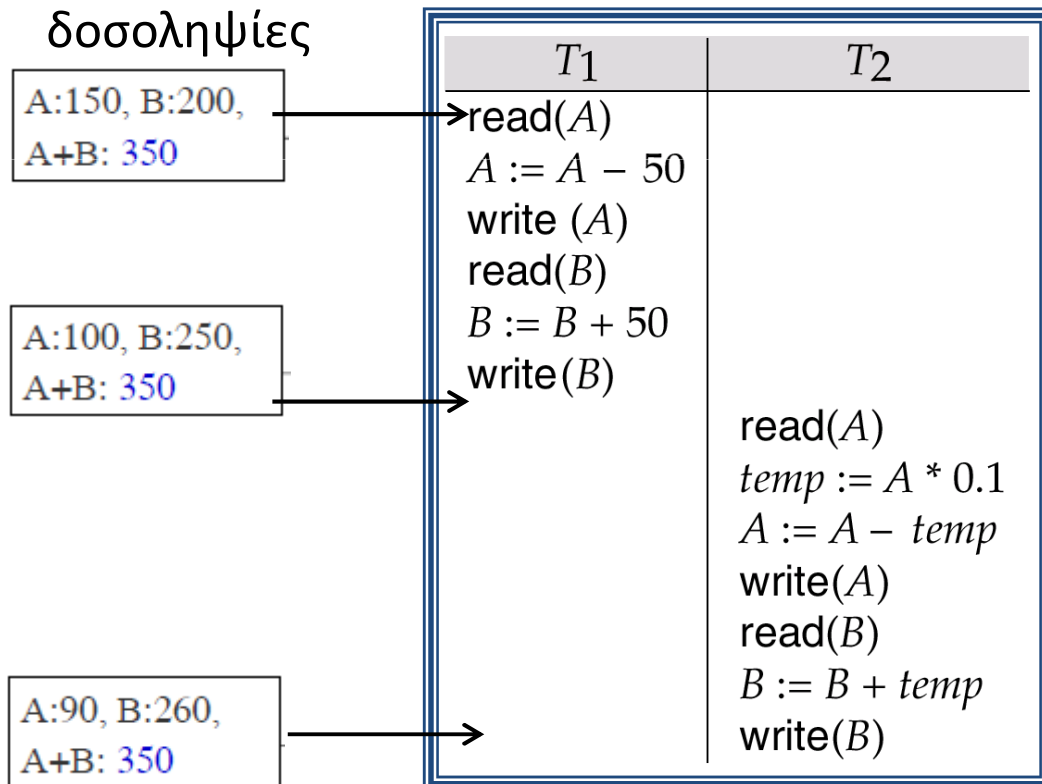 δοσοληψίες
A:150, B:200,
A+B: 350
A:100, B:250,
A+B: 350
A:90, B:260,
A+B: 350
T1 T2
read(A)
A := A − 50
write (A)
read(B)
B := B + 50
write(B)
read(A)
temp := A * 0.1
A := A − temp
write(A)
read(B)
B := B + temp
write(B)